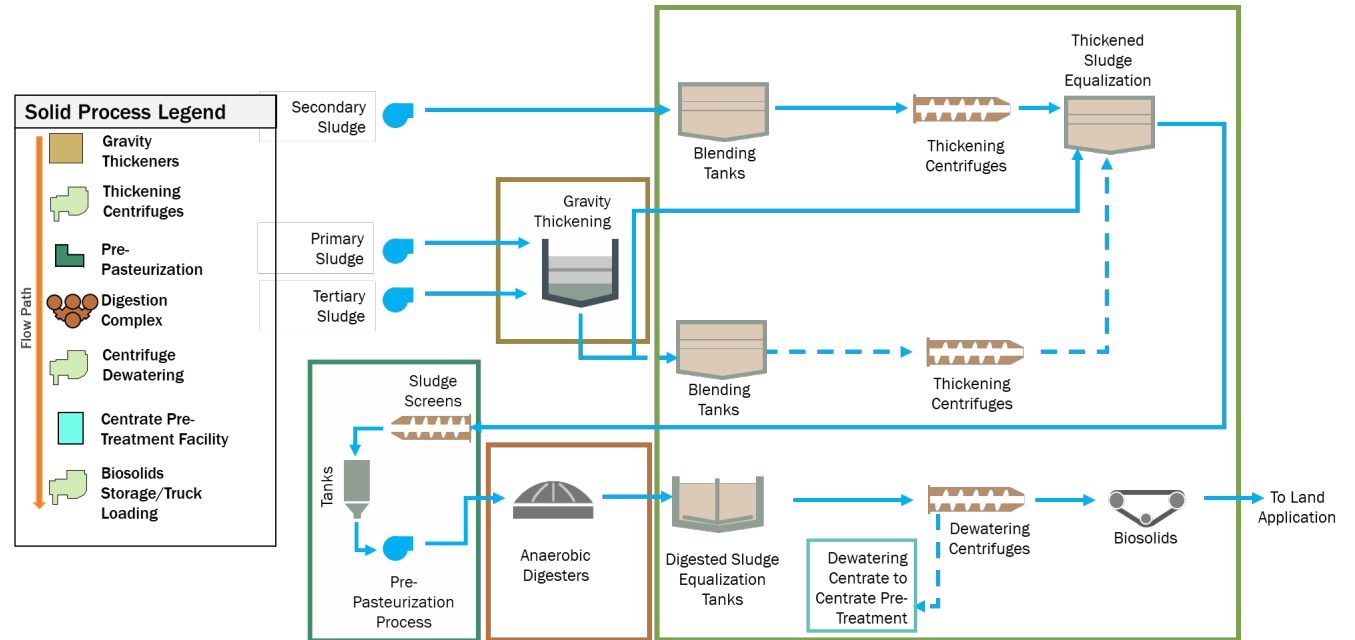 Solid Process Legend
Gravity
Thickeners
Thickening
Centrifuges
Pre-
Pasteurization
Digestion
Complex
Centrifuge
Dewatering
Centrate Pre-
Treatment Facility
Biosolids
Storage/Truck
Loading
Flow Path
Secondary
Sludge
Primary
Sludge
Tertiary
Sludge
Gravity
Thickening
Blending
Tanks
Thickening
Centrifuges
Thickened
Sludge
Equalization
Blending
Tanks
Thickening
Centrifuges
Sludge
Screens
Tanks
Pre-
Pasteurization
Process
Anaerobic
Digesters
Digested Sludge
Equalization
Tanks
Dewatering
Centrifuges
Dewatering
Centrate to
Centrate Pre-
Treatment
Biosolids
To Land
Application